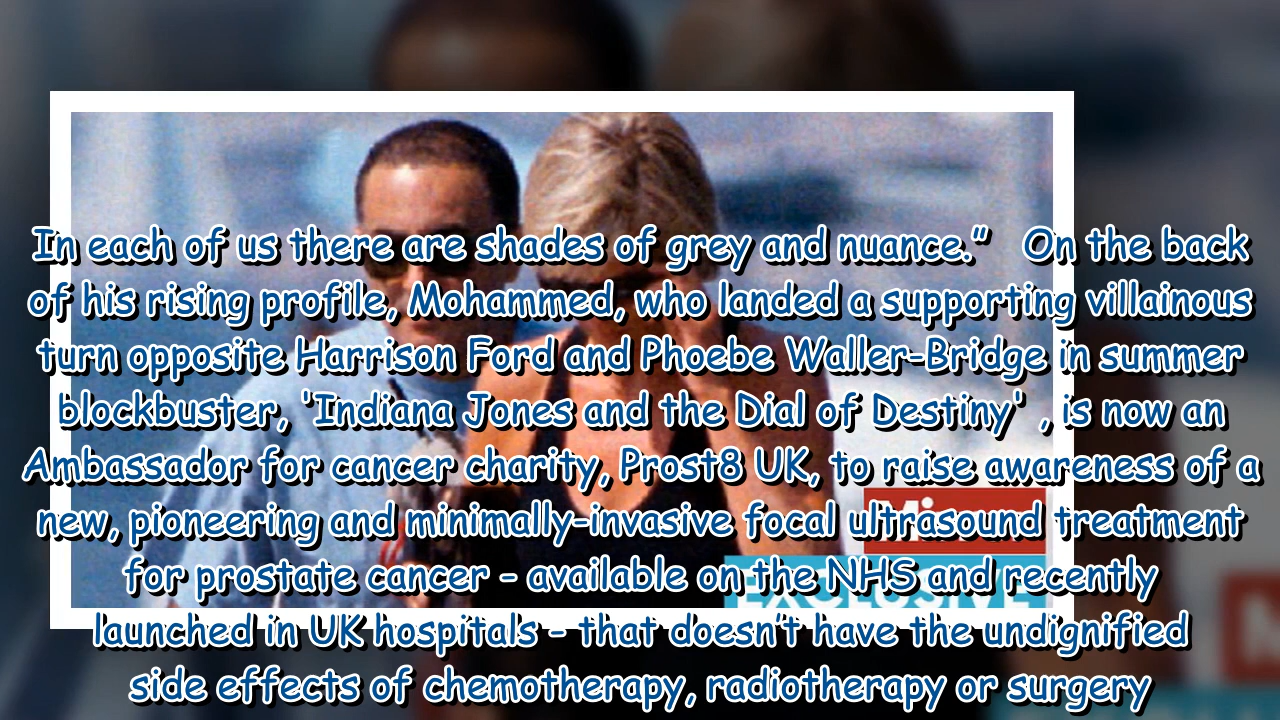 In each of us there are shades of grey and nuance.” On the back
of his rising profile, Mohammed, who landed a supporting villainous
turn opposite Harrison Ford and Phoebe Waller-Bridge in summer
blockbuster, 'Indiana Jones and the Dial of Destiny' , is now an
Ambassador for cancer charity, Prost8 UK, to raise awareness of a
new, pioneering and minimally-invasive focal ultrasound treatment
for prostate cancer – available on the NHS and recently
launched in UK hospitals – that doesn’t have the undignified
side effects of chemotherapy, radiotherapy or surgery
EXCLUSIVE